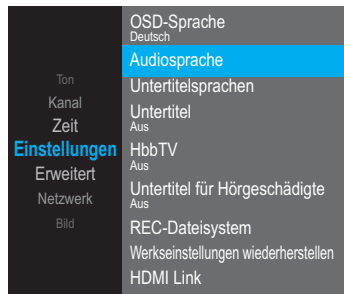 Ton
Kanal
Zeit
Einstellungen
Erweitert
Netzwerk
Bild
OSD-Sprache
Deutsch
Audiosprache
Untertitelsprachen
Untertitel
Aus
HbbTV
Aus
Untertitel für Hörgeschädigte
Aus
REC-Dateisystem
Werkseinstellungen wiederherstellen
HDMI Link